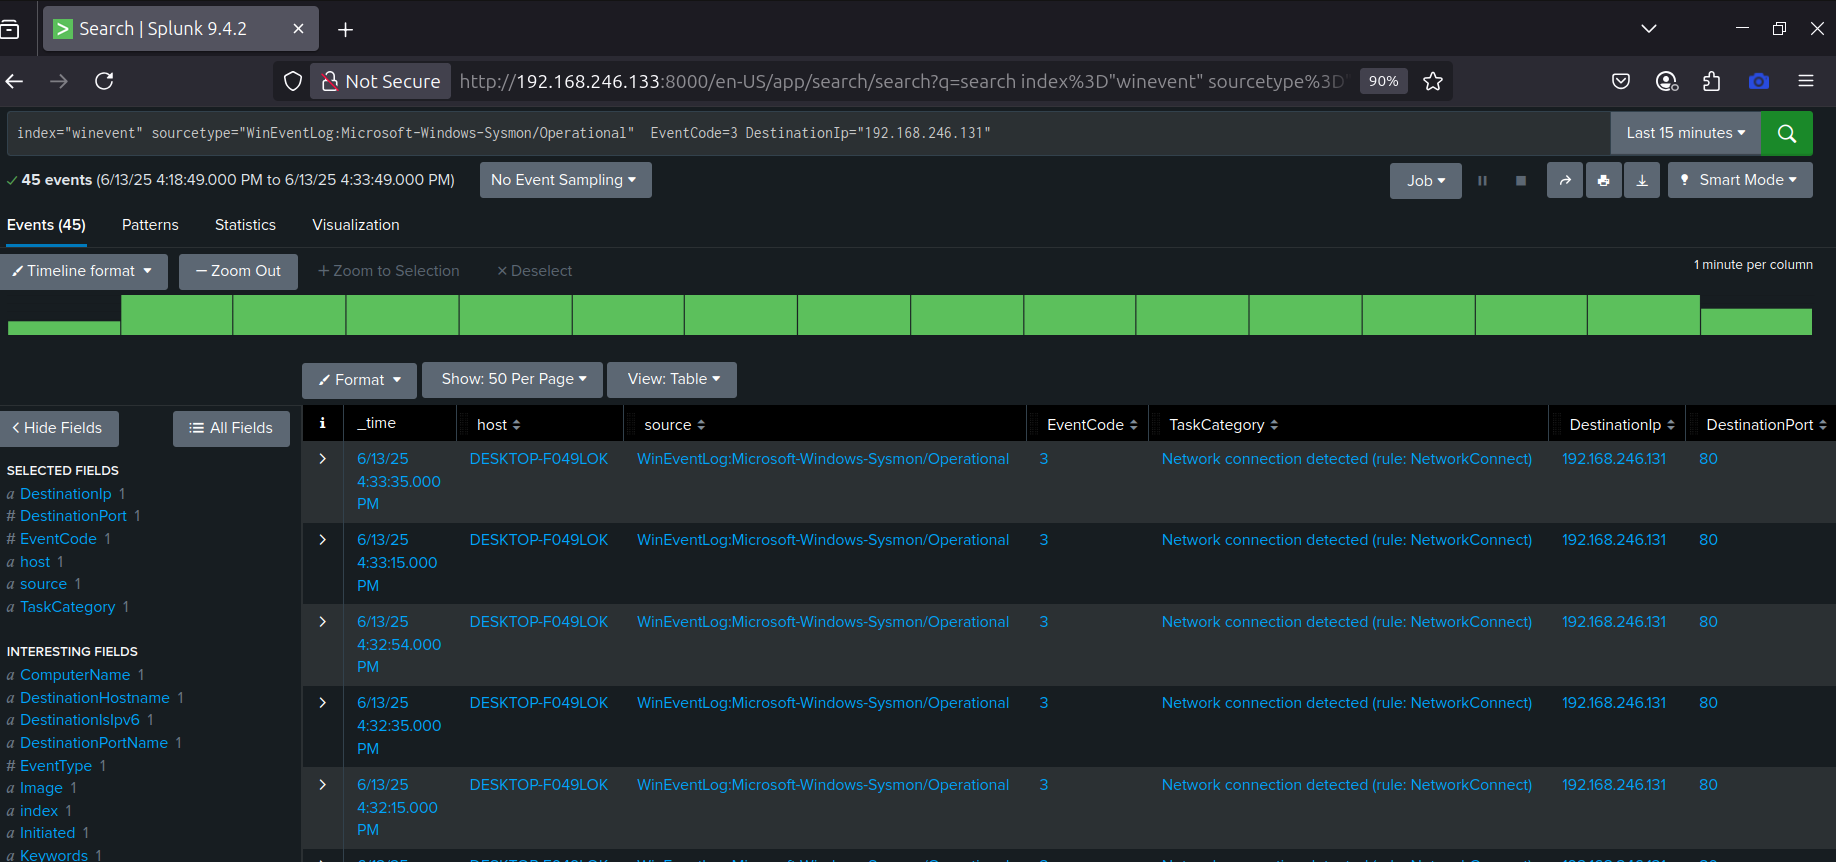 Search | Splunk 9.4.2
Not Secure http://192.168.246.133:8000/en-US/app/search/search?q=search index%3D"winevent" sourcetype%3D" 90%
index="winevent" sourcetype="WinEventLog:Microsoft-Windows-Sysmon/Operational"  EventCode=3 DestinationIp="192.168.246.131" Last 15 minutes
45 events (6/13/25 4:18:49.000 PM to 6/13/25 4:33:49.000 PM) No Event Sampling Job Smart Mode
Events (45) Patterns Statistics Visualization
Timeline format — Zoom Out + Zoom to Selection × Deselect 1 minute per column
Format Show: 50 Per Page View: Table
< Hide Fields All Fields
i _time host source EventCode TaskCategory DestinationIp DestinationPort
SELECTED FIELDS
a DestinationIp 1
# DestinationPort 1
# EventCode 1
a host 1
a source 1
a TaskCategory 1
INTERESTING FIELDS
a ComputerName 1
a DestinationHostname 1
a DestinationIsIpv6 1
a DestinationPortName 1
# EventType 1
a Image 1
a index 1
a Initiated 1
a Keywords 1
> 6/13/25 DESKTOP-F049LOK WinEventLog:Microsoft-Windows-Sysmon/Operational 3 Network connection detected (rule: NetworkConnect) 192.168.246.131 80
4:33:35.000
PM
> 6/13/25 DESKTOP-F049LOK WinEventLog:Microsoft-Windows-Sysmon/Operational 3 Network connection detected (rule: NetworkConnect) 192.168.246.131 80
4:33:15.000
PM
> 6/13/25 DESKTOP-F049LOK WinEventLog:Microsoft-Windows-Sysmon/Operational 3 Network connection detected (rule: NetworkConnect) 192.168.246.131 80
4:32:54.000
PM
> 6/13/25 DESKTOP-F049LOK WinEventLog:Microsoft-Windows-Sysmon/Operational 3 Network connection detected (rule: NetworkConnect) 192.168.246.131 80
4:32:35.000
PM
> 6/13/25 DESKTOP-F049LOK WinEventLog:Microsoft-Windows-Sysmon/Operational 3 Network connection detected (rule: NetworkConnect) 192.168.246.131 80
4:32:15.000
PM